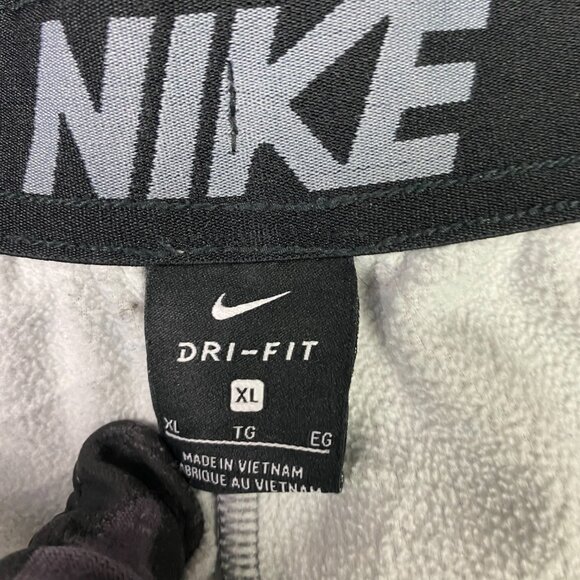 NIKE
DRI-FIT
XL
XL TG EG
MADE IN VIETNAM
FABRIQUE AU VIETNAM